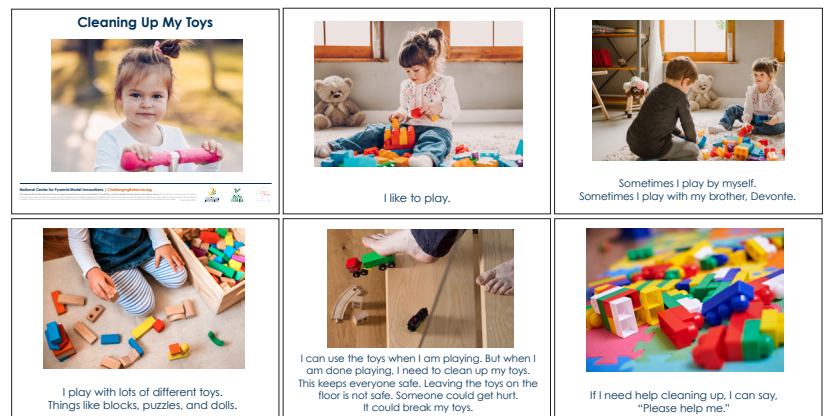 Cleaning Up My Toys
National Center for Pyramid Model Innovations | ChallengingBehavior.org
I like to play.
Sometimes I play by myself.
Sometimes I play with my brother, Devonte.
I play with lots of different toys.
Things like blocks, puzzles, and dolls.
I can use the toys when I am playing. But when I
am done playing, I need to clean up my toys.
This keeps everyone safe. Leaving the toys on the
floor is not safe. Someone could get hurt.
It could break my toys.
If I need help cleaning up, I can say,
“Please help me.”